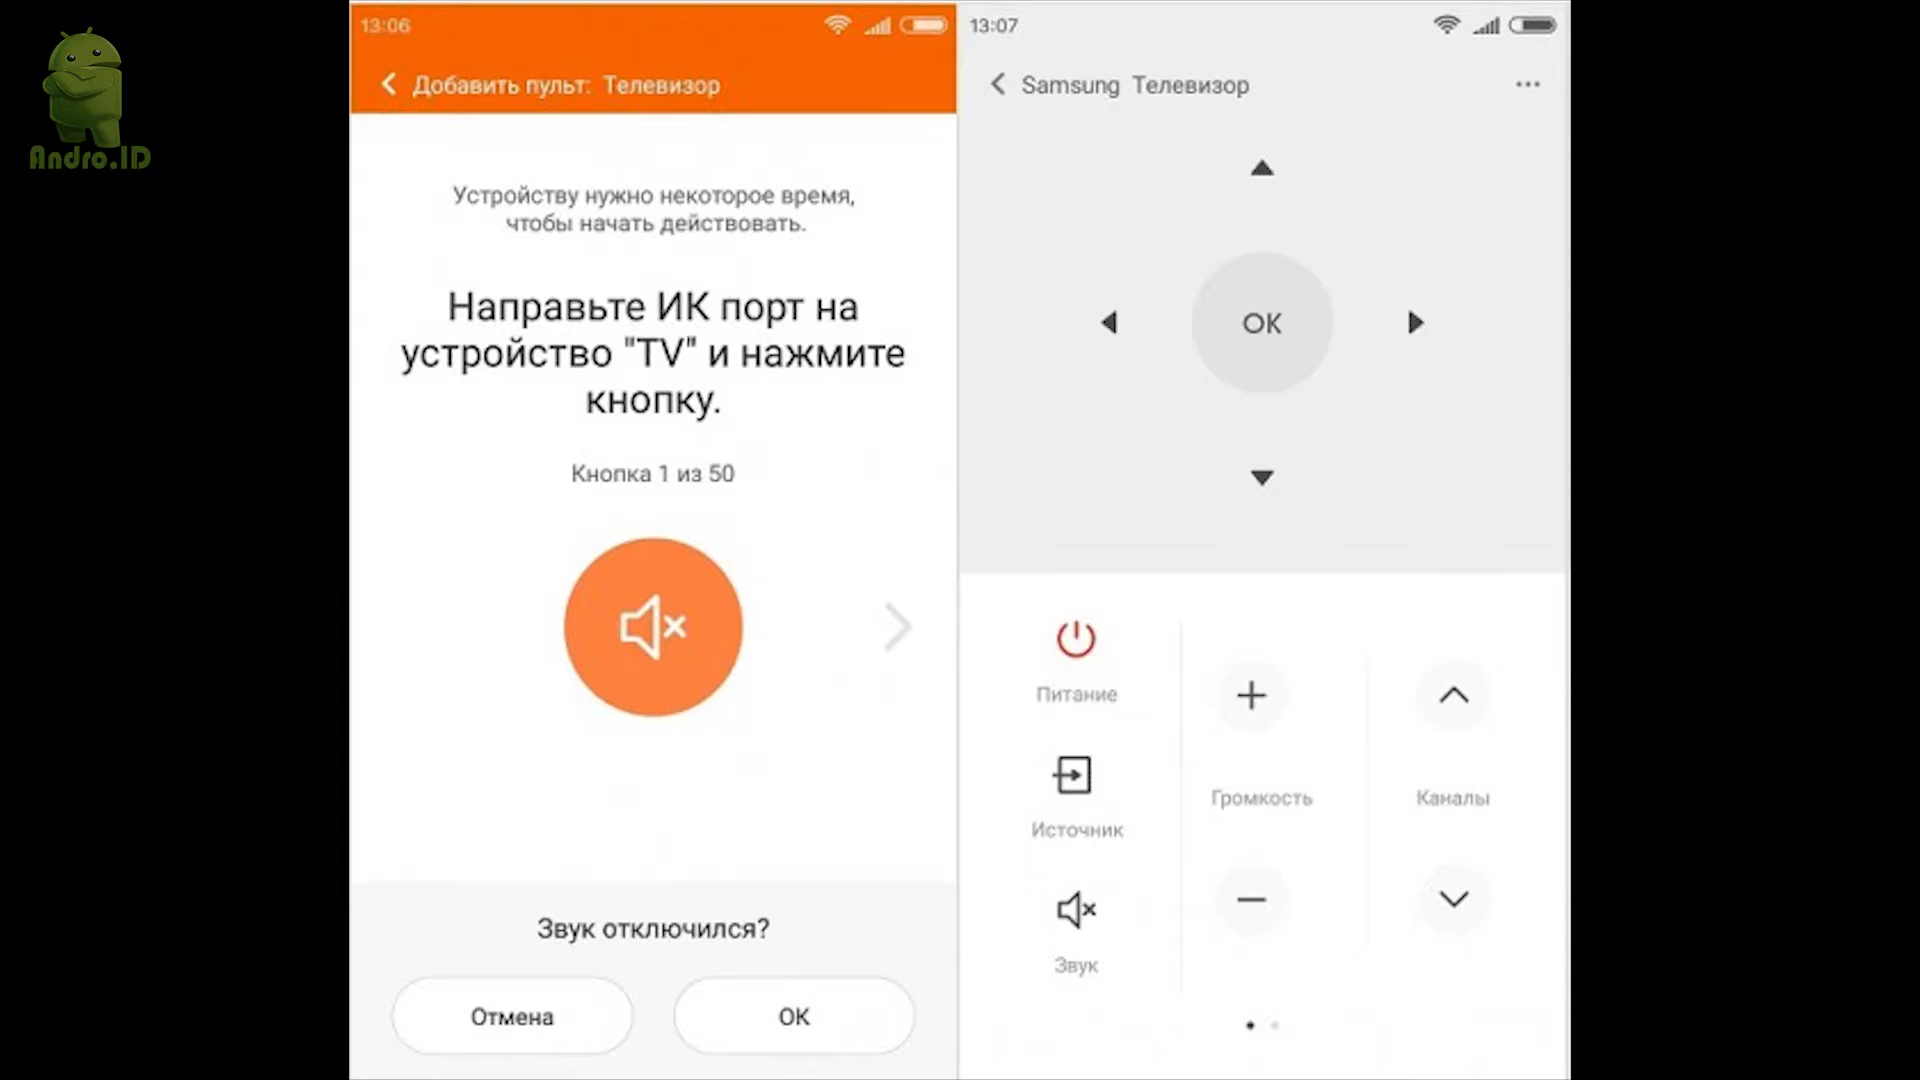 Andro.ID
13:06
Добавить пульт: Телевизор
Устройству нужно некоторое время,
чтобы начать действовать.
Направьте ИК порт на
устройство "TV" и нажмите
кнопку.
Кнопка 1 из 50
Звук отключился?
Отмена
ОК
13:07
Samsung Телевизор
ОК
Питание
Источник
Звук
Громкость
Каналы